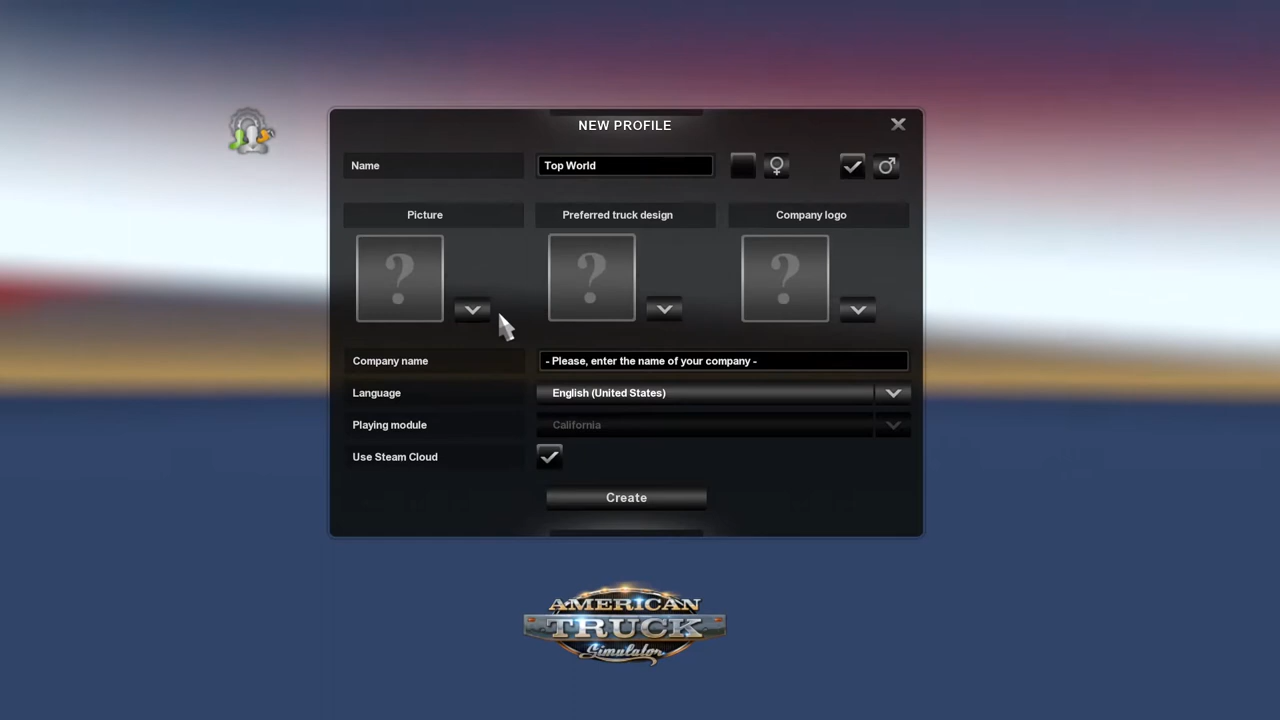 NEW PROFILE
Name
Top World
Picture
Preferred truck design
Company logo
?
?
?
Company name
- Please, enter the name of your company -
Language
English (United States)
Playing module
California
Use Steam Cloud
Create
AMERICAN
TRUCK
Simulator